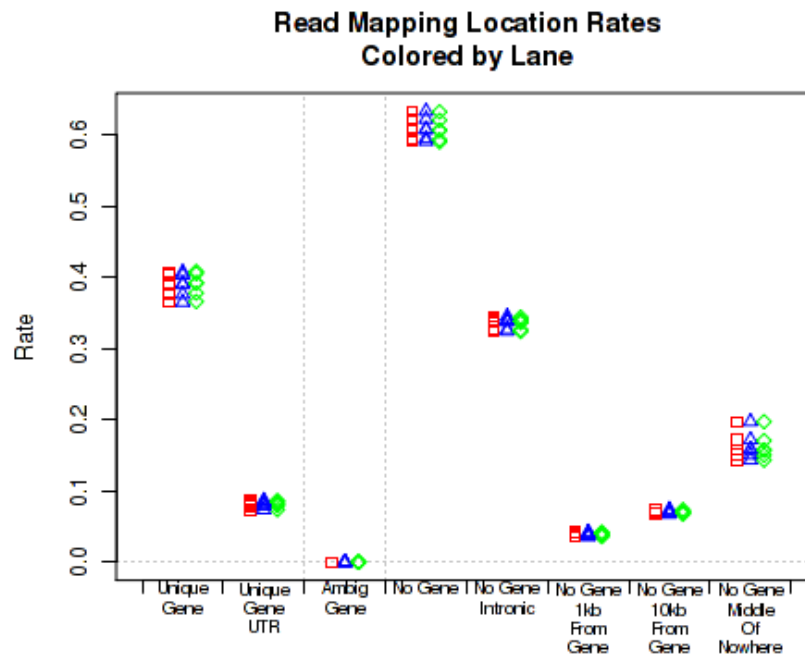 Read Mapping Location Rates
Colored by Lane
Rate
0.6
0.5
0.4
0.3
0.2
0.1
0.0
Unique
Gene
Unique
Gene
UTR
Ambig
Gene
No Gene
No Gene
Intronic
No Gene
1kb
From
Gene
No Gene
10kb
From
Gene
No Gene
Middle
Of
Nowhere